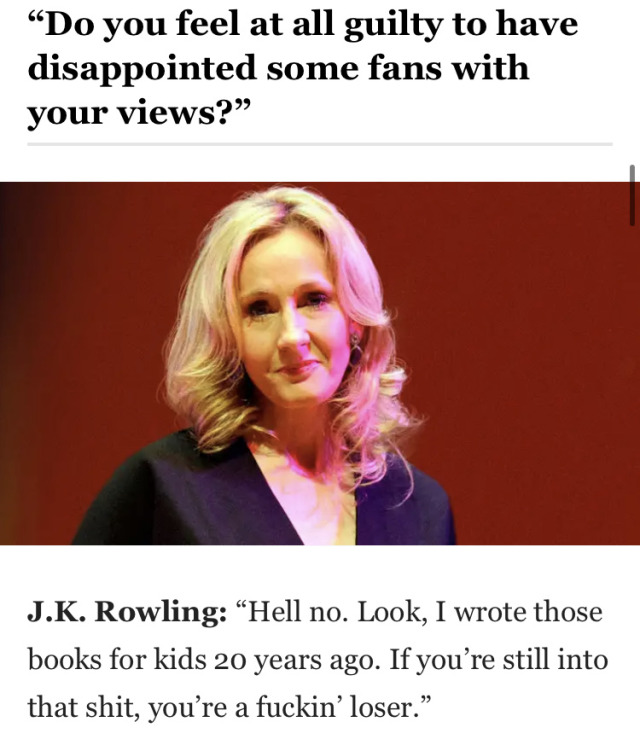 “Do you feel at all guilty to have
disappointed some fans with
your views?”
J.K. Rowling: “Hell no. Look, I wrote those
books for kids 20 years ago. If you’re still into
that shit, you’re a fuckin’ loser.”